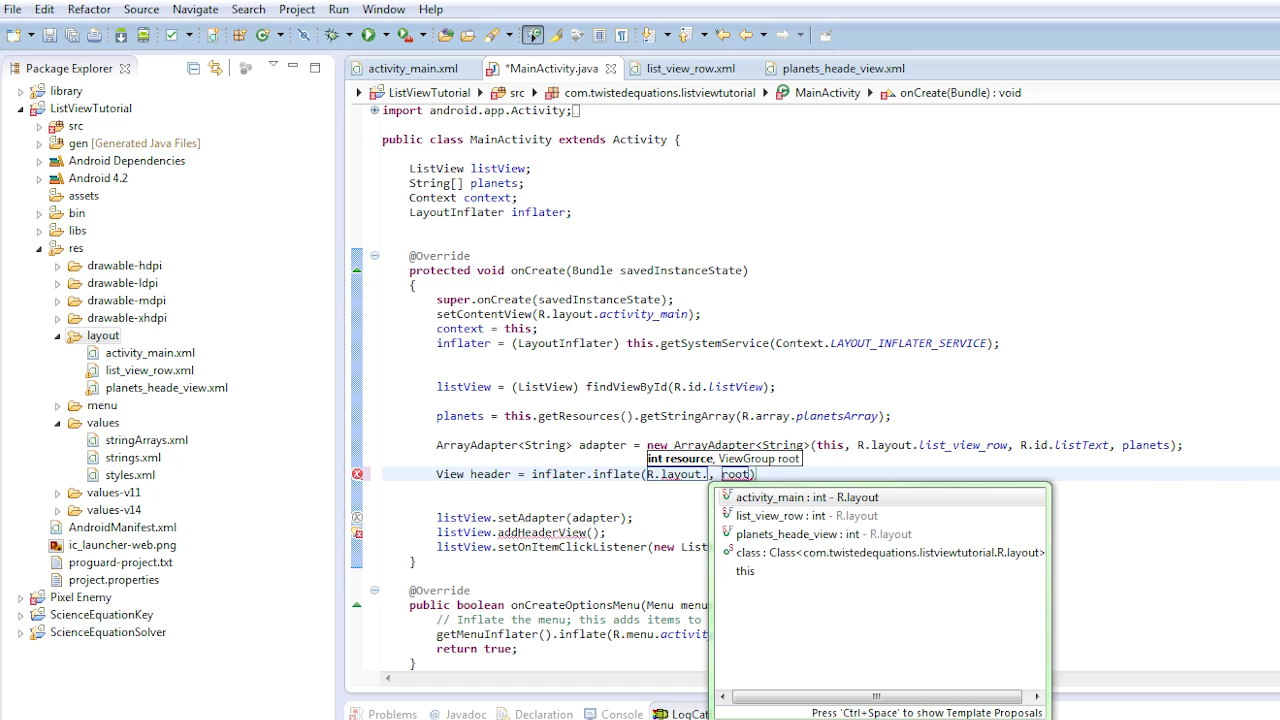 File Edit Refactor Source Navigate Search Project Run Window Help
Package Explorer
activity_main.xml
*MainActivity.java
list_view_row.xml
planets_heade_view.xml
library
ListViewTutorial
src
gen [Generated Java Files]
Android Dependencies
Android 4.2
assets
bin
libs
res
drawable-hdpi
drawable-ldpi
drawable-mdpi
drawable-xhdpi
layout
activity_main.xml
list_view_row.xml
planets_heade_view.xml
menu
values
stringArrays.xml
strings.xml
styles.xml
values-v11
values-v14
AndroidManifest.xml
ic_launcher-web.png
proguard-project.txt
project.properties
Pixel Enemy
ScienceEquationKey
ScienceEquationSolver
ListViewTutorial src com.twistedequations.listviewtutorial MainActivity onCreate(Bundle) : void
import android.app.Activity;
public class MainActivity extends Activity {
ListView listView;
String[] planets;
Context context;
LayoutInflater inflater;
@Override
protected void onCreate(Bundle savedInstanceState)
{
super.onCreate(savedInstanceState);
setContentView(R.layout.activity_main);
context = this;
inflater = (LayoutInflater) this.getSystemService(Context.LAYOUT_INFLATER_SERVICE);
listView = (ListView) findViewById(R.id.listView);
planets = this.getResources().getStringArray(R.array.planetsArray);
ArrayAdapter<String> adapter = new ArrayAdapter<String>(this, R.layout.list_view_row, R.id.listText, planets);
int resource, ViewGroup root
View header = inflater.inflate(R.layout., root)
listView.setAdapter(adapter);
listView.addHeaderView();
listView.setOnItemClickListener(new List
}
@Override
public boolean onCreateOptionsMenu(Menu menu
// Inflate the menu; this adds items to
getMenuInflater().inflate(R.menu.activity
return true;
}
activity_main : int - R.layout
list_view_row : int - R.layout
planets_heade_view : int - R.layout
class : Class<com.twistedequations.listviewtutorial.R.layout>
this
Press 'Ctrl+Space' to show Template Proposals
Problems @ Javadoc Declaration Console LogCat